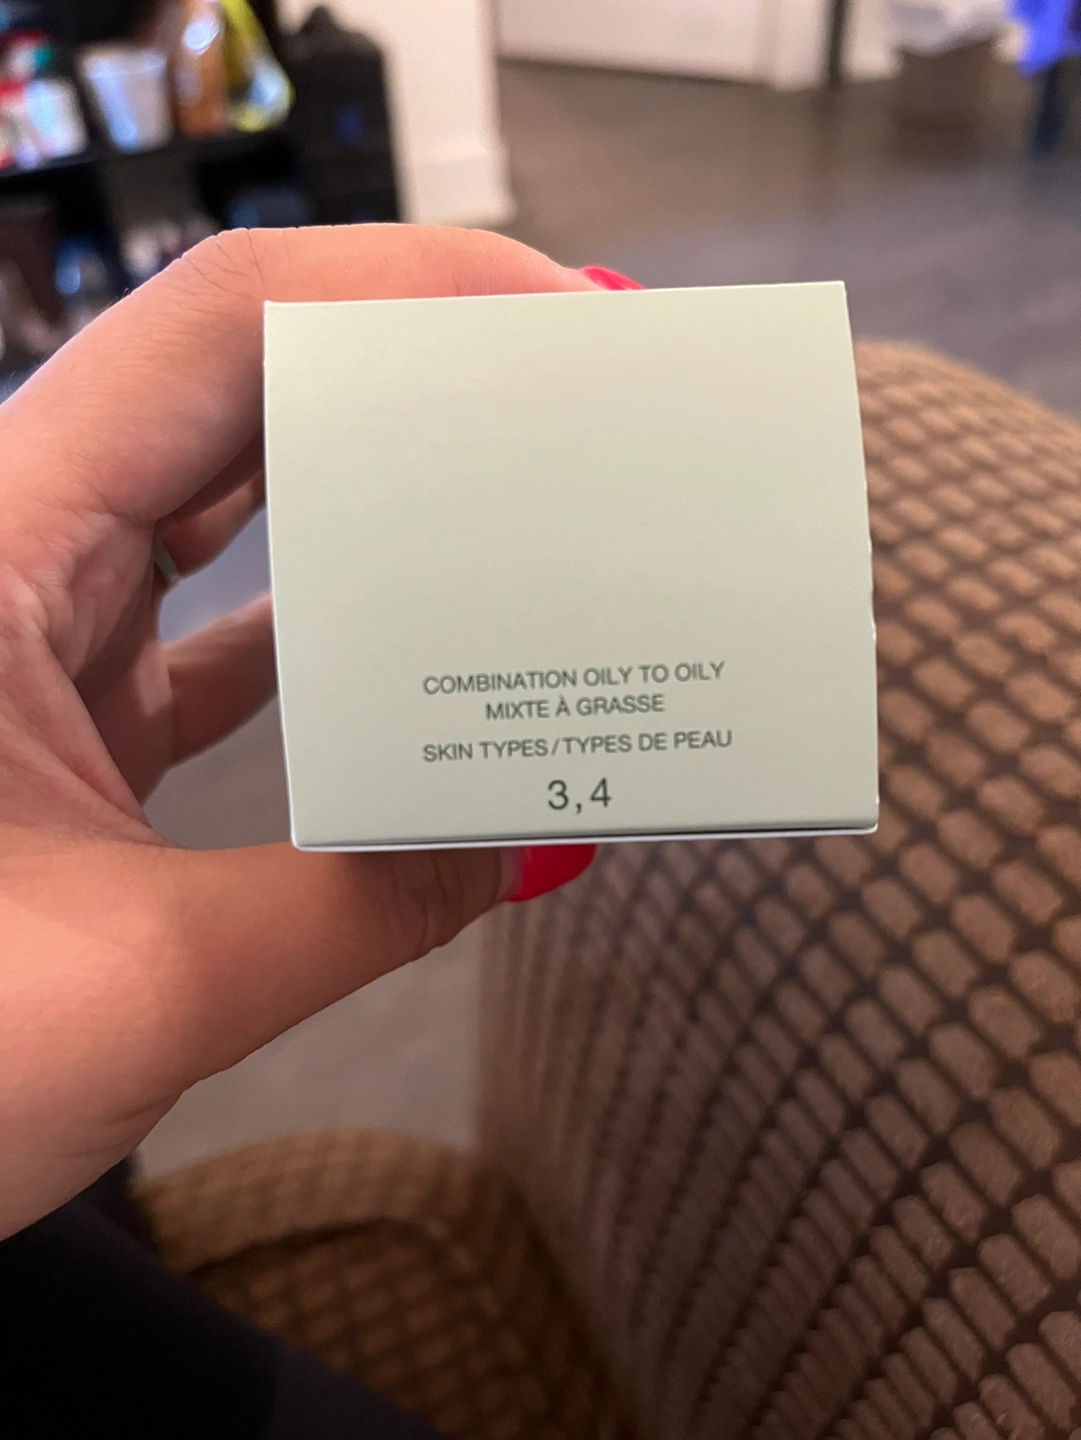 COMBINATION OILY TO OILY
MIXTE À GRASSE
SKIN TYPES/TYPES DE PEAU
3,4